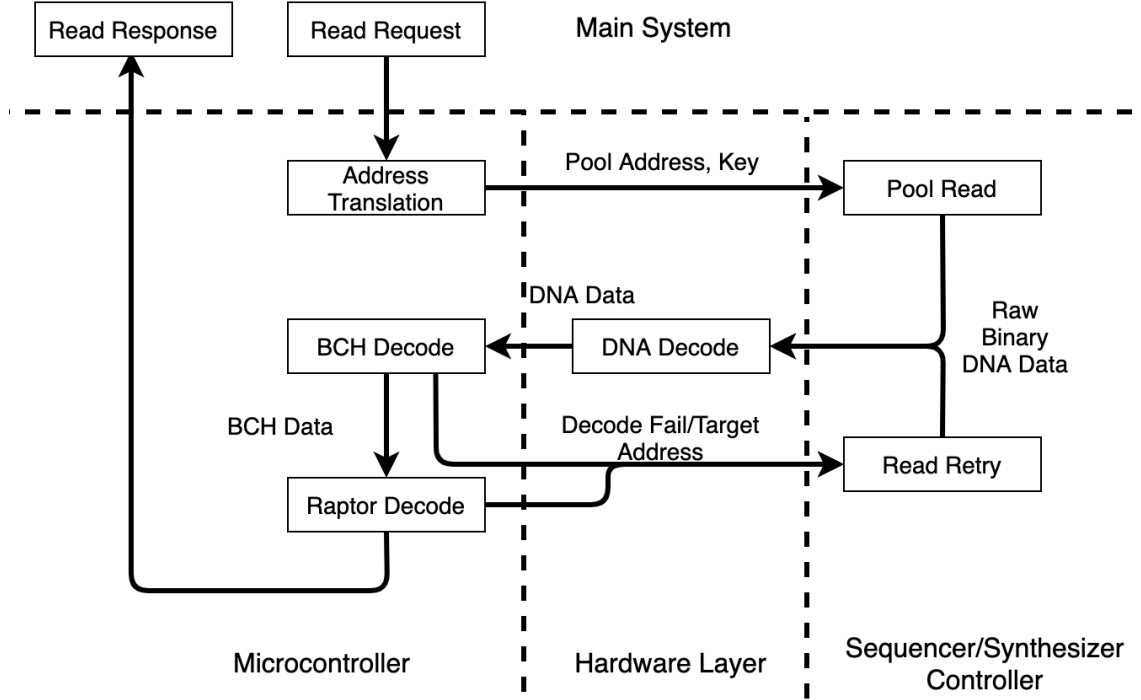 Read Response
Read Request
Main System
Address
Translation
Pool Address, Key
Pool Read
DNA Data
BCH Decode
DNA Decode
Raw
Binary
DNA Data
BCH Data
Decode Fail/Target
Address
Read Retry
Raptor Decode
Microcontroller
Hardware Layer
Sequencer/Synthesizer
Controller